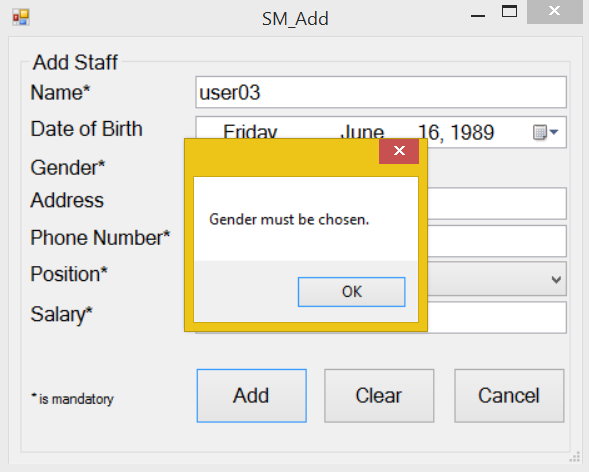 SM_Add
Add Staff
Name* user03
Date of Birth Friday June 16, 1989
Gender*
Address
Gender must be chosen.
Phone Number*
Position*
OK
Salary*
* is mandatory Add Clear Cancel